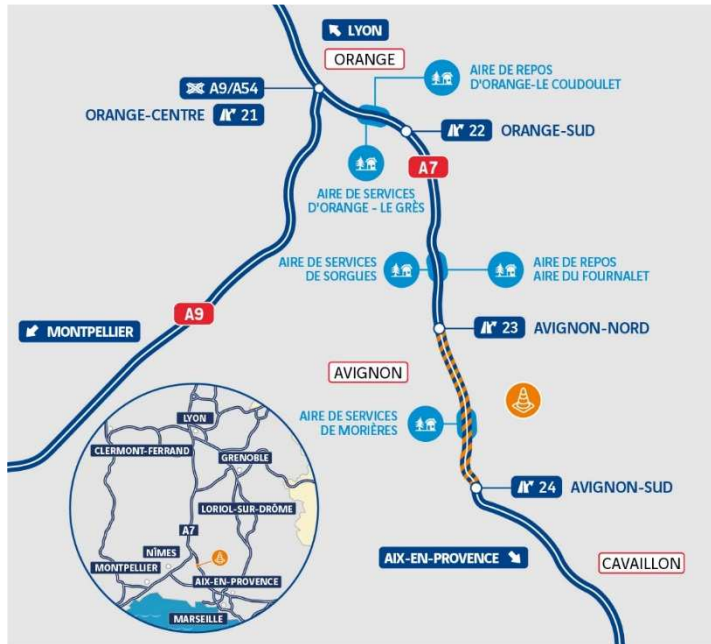 LYON
ORANGE
AIRE DE REPOS
D'ORANGE-LE COUDOULET
A9/A54
ORANGE-CENTRE 21
22 ORANGE-SUD
A7
AIRE DE SERVICES
D'ORANGE - LE GRÈS
AIRE DE SERVICES
DE SORGUES
AIRE DE REPOS
AIRE DU FOURNALET
A9
MONTPELLIER
23 AVIGNON-NORD
AVIGNON
AIRE DE SERVICES
DE MORIÈRES
24 AVIGNON-SUD
AIX-EN-PROVENCE
CAVAILLON
LYON
CLERMONT-FERRAND
GRENOBLE
LORIOL-SUR-DRÔME
A7
NÎMES
MONTPELLIER
AIX-EN-PROVENCE
MARSEILLE